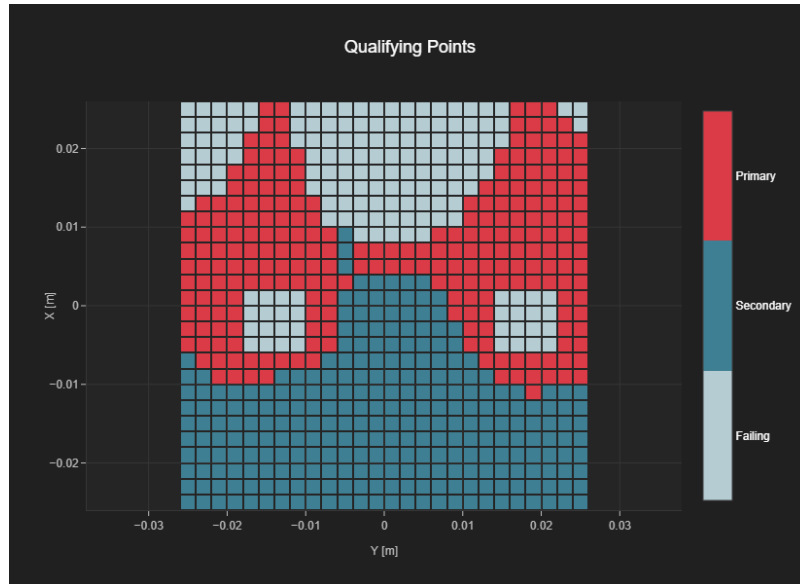 Qualifying Points
Primary
0.02
0.01
Secondary
X [m]
0
−0.01
Failing
−0.02
−0.03
−0.02
−0.01
0
0.01
0.02
0.03
Y [m]